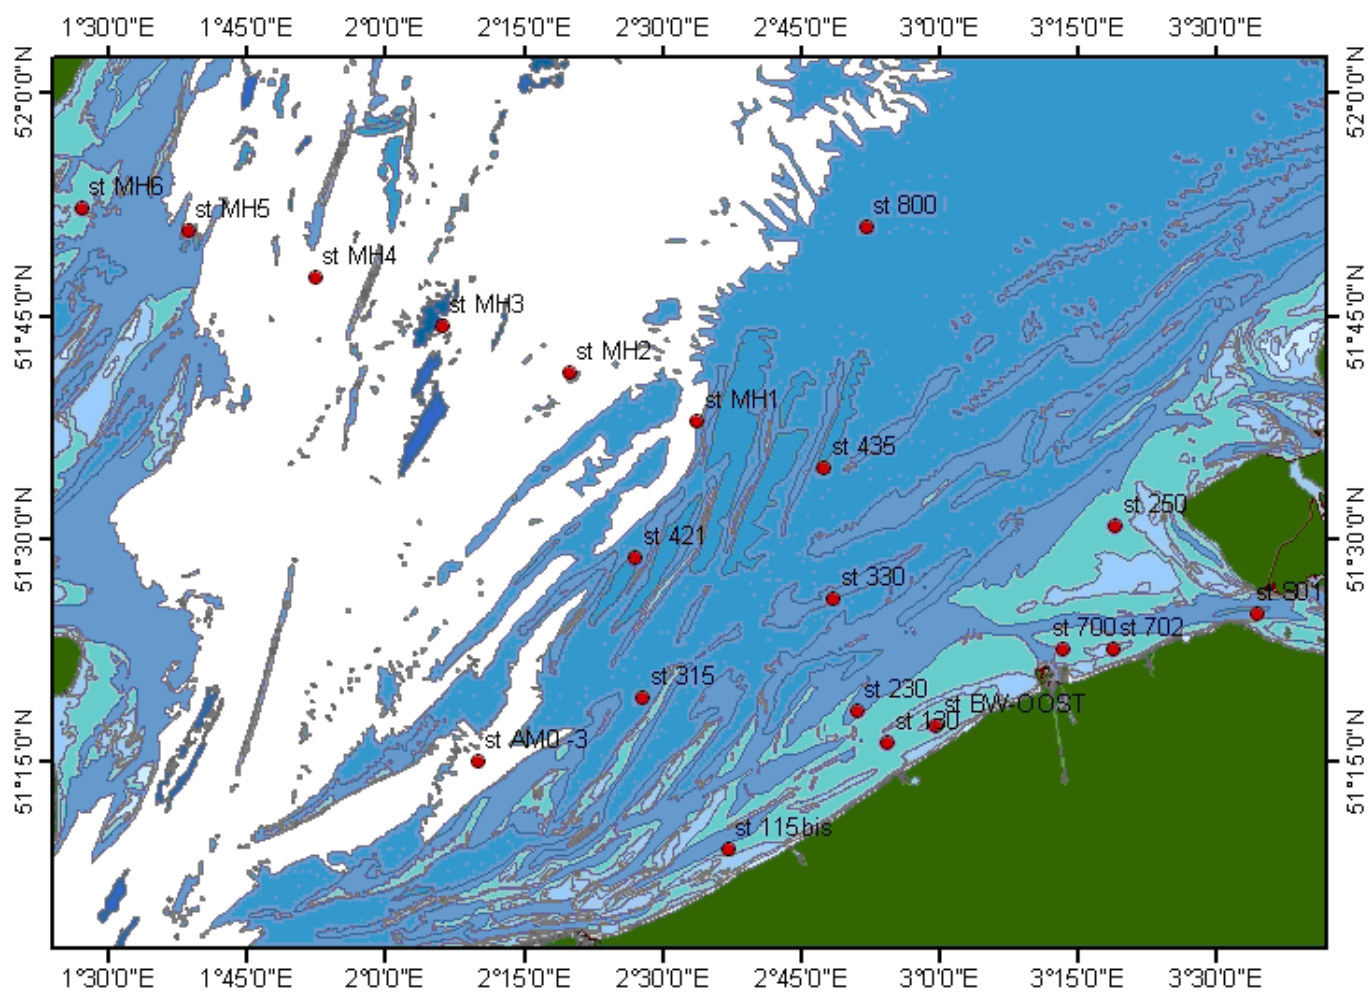 1°30'0"E 1°45'0"E 2°0'0"E 2°15'0"E 2°30'0"E 2°45'0"E 3°0'0"E 3°15'0"E 3°30'0"E
52°0'0"N 52°0'0"N
st MH6
st MH5
st 800
st MH4
st MH3
51°45'0"N 51°45'0"N
st MH2
st MH1
st 435
st 250
51°30'0"N 51°30'0"N
st 421
st 330
st S01
st 700 st 702
st 315
st 230
st BW-OOST
st 130
st AM0-3
51°15'0"N 51°15'0"N
st 115bis
1°30'0"E 1°45'0"E 2°0'0"E 2°15'0"E 2°30'0"E 2°45'0"E 3°0'0"E 3°15'0"E 3°30'0"E